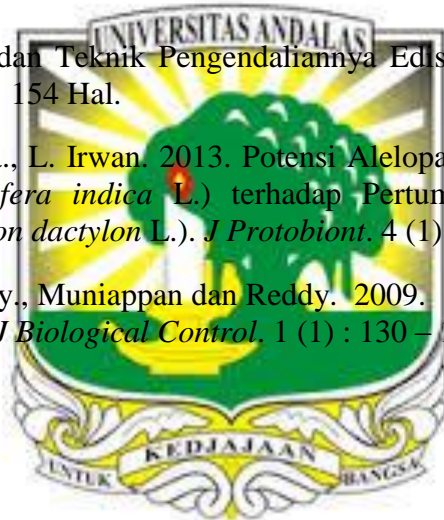 UNIVERSITAS ANDALAS
dan Teknik Pengendaliannya Edis
154 Hal.
a., L. Irwan. 2013. Potensi Alelopa
fera indica L.) terhadap Pertum
on dactylon L.). J Protobiont. 4 (1)
y., Muniappan dan Reddy. 2009.
J Biological Control. 1 (1) : 130 –
KEDJAJAAN
UNTUK
BANGSA